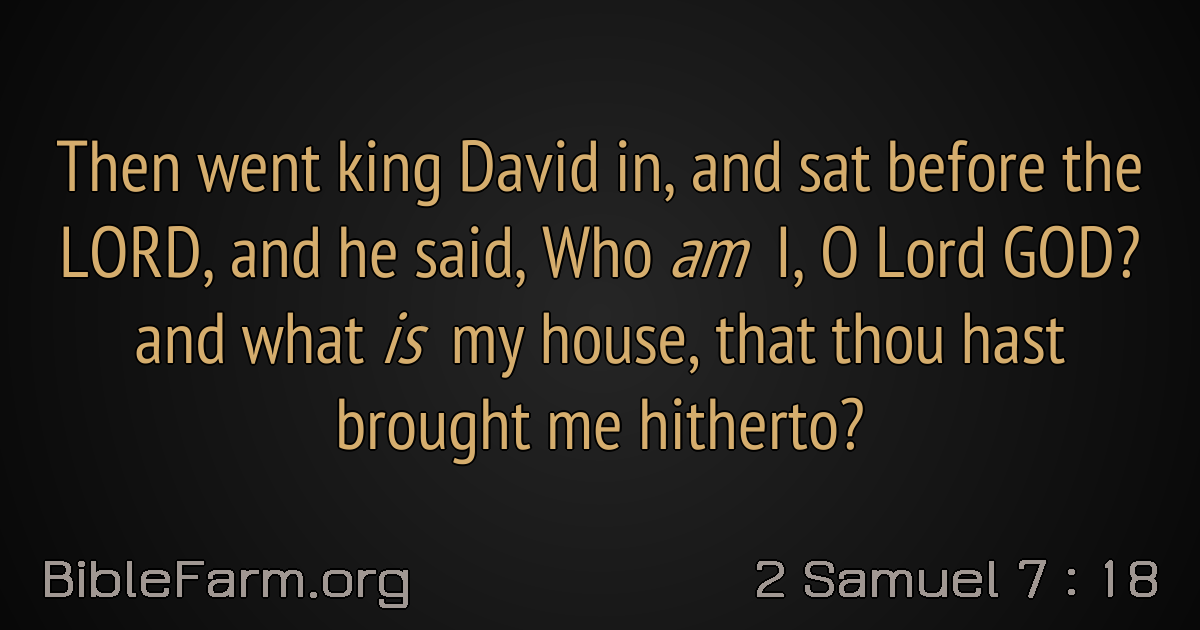 Then went king David in, and sat before the
LORD, and he said, Who am I, O Lord GOD?
and what is my house, that thou hast
brought me hitherto?
BibleFarm.org
2 Samuel 7 : 18